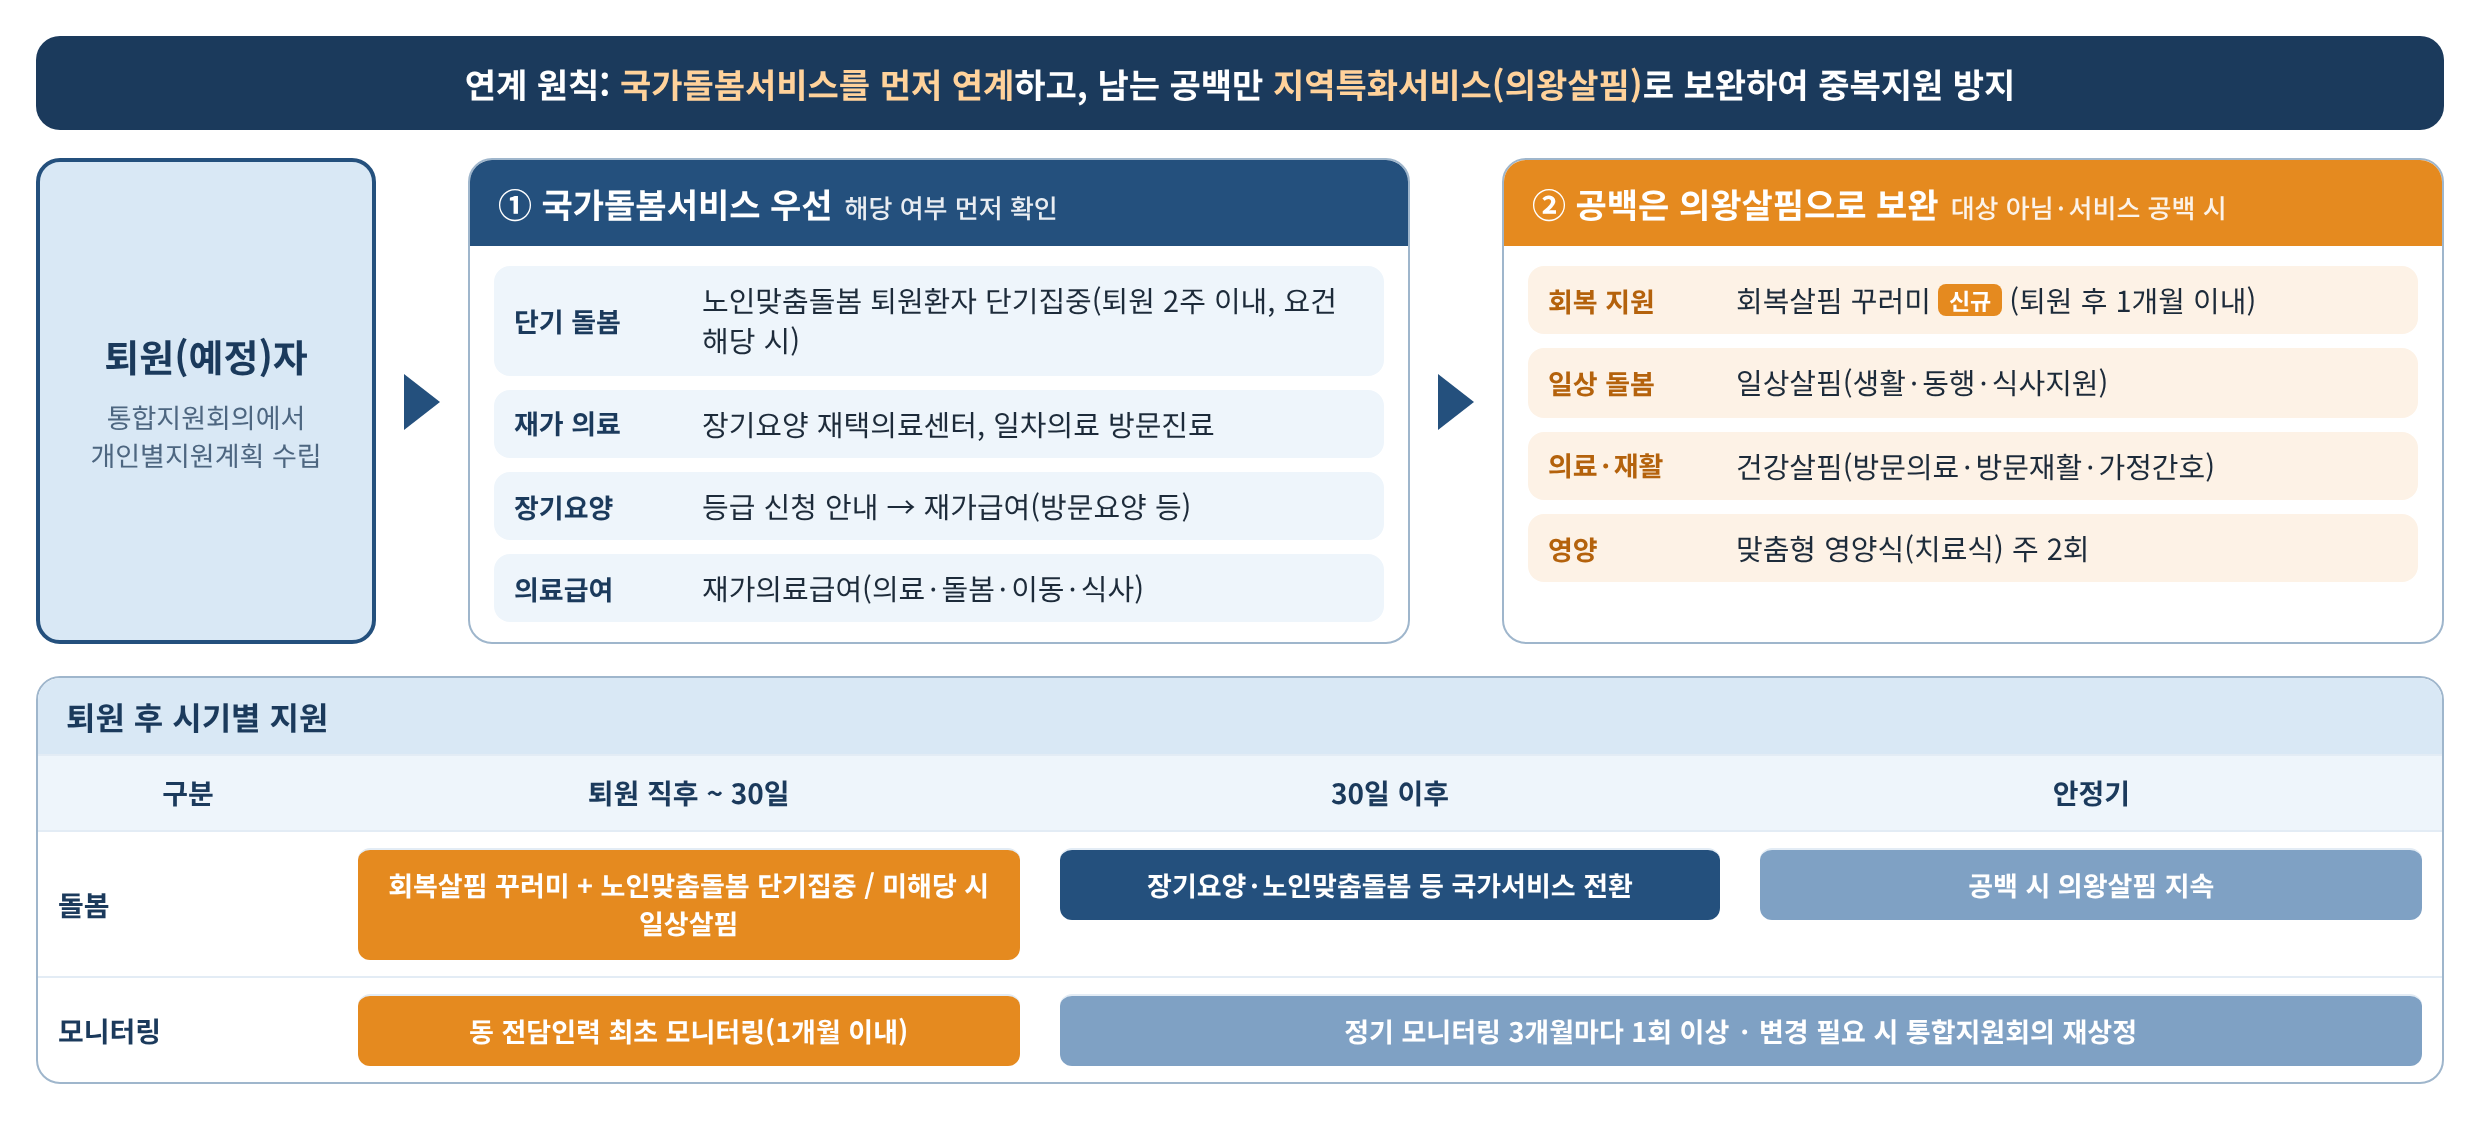 연계 원칙: 국가돌봄서비스를 먼저 연계하고, 남는 공백만 지역특화서비스(의왕살핌)로 보완하여 중복지원 방지
퇴원(예정)자
통합지원회의에서
개인별지원계획 수립
① 국가돌봄서비스 우선 해당 여부 먼저 확인
단기 돌봄
노인맞춤돌봄 퇴원환자 단기집중(퇴원 2주 이내, 요건
해당 시)
재가 의료
장기요양 재택의료센터, 일차의료 방문진료
장기요양
등급 신청 안내 → 재가급여(방문요양 등)
의료급여
재가의료급여(의료·돌봄·이동·식사)
② 공백은 의왕살핌으로 보완 대상 아님·서비스 공백 시
회복 지원
회복살핌 꾸러미 신규 (퇴원 후 1개월 이내)
일상 돌봄
일상살핌(생활·동행·식사지원)
의료·재활
건강살핌(방문의료·방문재활·가정간호)
영양
맞춤형 영양식(치료식) 주 2회
퇴원 후 시기별 지원
구분
퇴원 직후 ~ 30일
30일 이후
안정기
돌봄
회복살핌 꾸러미 + 노인맞춤돌봄 단기집중 / 미해당 시
일상살핌
장기요양·노인맞춤돌봄 등 국가서비스 전환
공백 시 의왕살핌 지속
모니터링
동 전담인력 최초 모니터링(1개월 이내)
정기 모니터링 3개월마다 1회 이상 · 변경 필요 시 통합지원회의 재상정